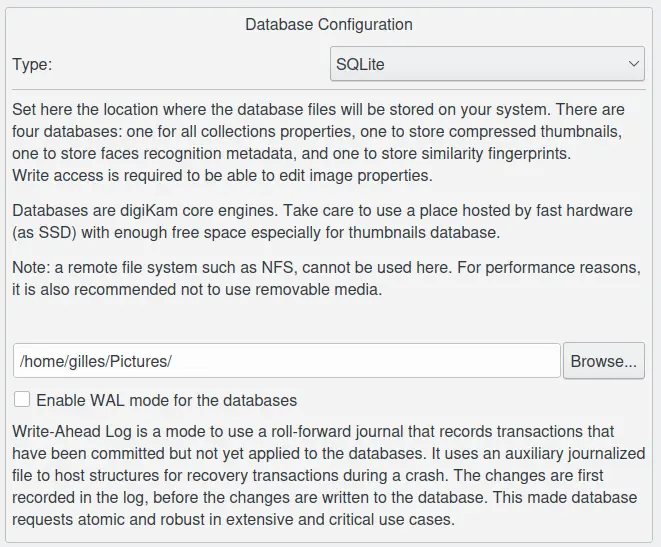 Database Configuration
Type:
SQLite
Set here the location where the database files will be stored on your system. There are
four databases: one for all collections properties, one to store compressed thumbnails,
one to store faces recognition metadata, and one to store similarity fingerprints.
Write access is required to be able to edit image properties.
Databases are digiKam core engines. Take care to use a place hosted by fast hardware
(as SSD) with enough free space especially for thumbnails database.
Note: a remote file system such as NFS, cannot be used here. For performance reasons,
it is also recommended not to use removable media.
/home/gilles/Pictures/
Browse...
Enable WAL mode for the databases
Write-Ahead Log is a mode to use a roll-forward journal that records transactions that
have been committed but not yet applied to the databases. It uses an auxiliary journalized
file to host structures for recovery transactions during a crash. The changes are first
recorded in the log, before the changes are written to the database. This made database
requests atomic and robust in extensive and critical use cases.